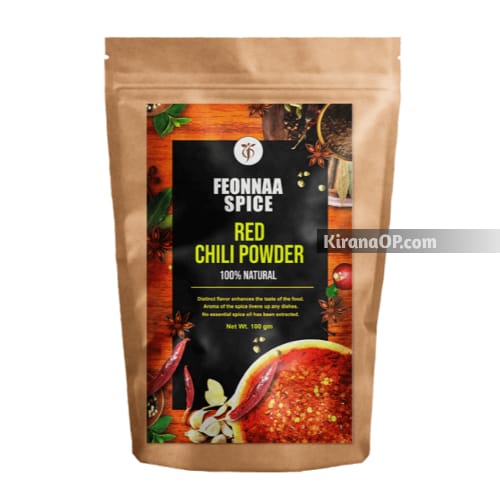 FEONNAA
SPICE
RED
CHILI POWDER
100% NATURAL
Distinct flavor enhances the taste of the food.
Aroma of the spice livens up any dishes.
No essential spice oil has been extracted.
Net Wt. 100 gm
KiranaOP.com